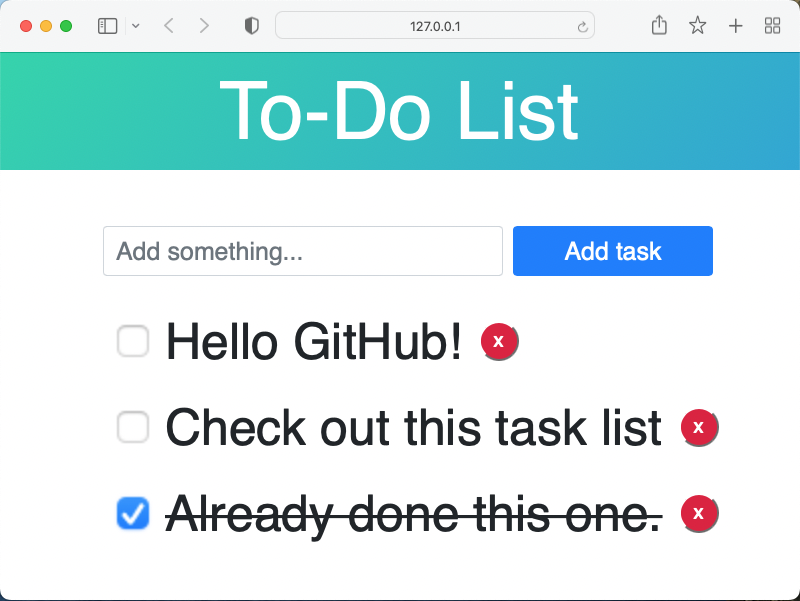 127.0.0.1
To-Do List
Add something...
Add task
Hello GitHub! x
Check out this task list x
Already done this one. x